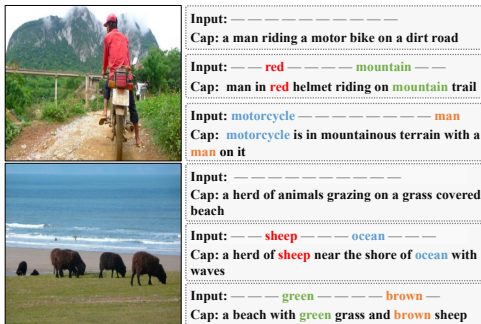 Input: — — — — — — — — — —
Cap: a man riding a motor bike on a dirt road
Input: — — red — — — — mountain — —
Cap: man in red helmet riding on mountain trail
Input: motorcycle — — — — — — — — man
Cap: motorcycle is in mountainous terrain with a
man on it
Input: — — — — — — — — — —
Cap: a herd of animals grazing on a grass covered
beach
Input: — — sheep — — — ocean — — —
Cap: a herd of sheep near the shore of ocean with
waves
Input: — — — green — — — — brown —
Cap: a beach with green grass and brown sheep